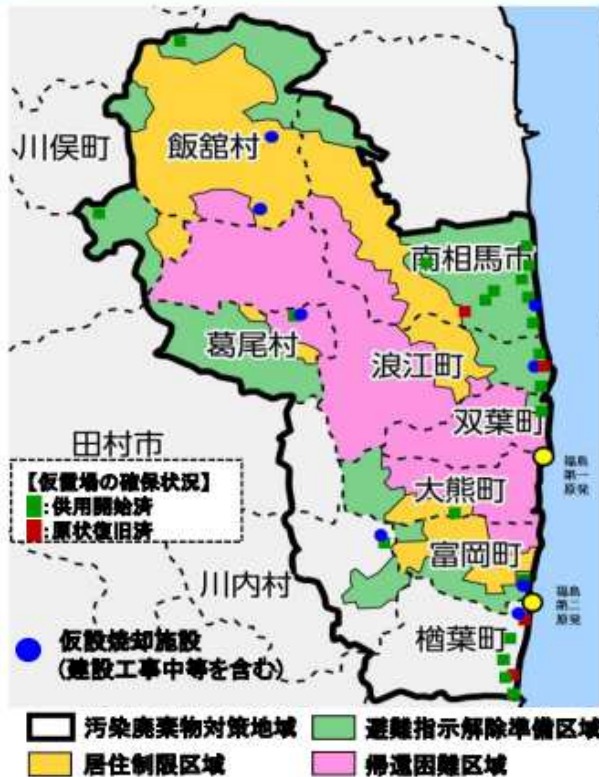 川俣町
飯舘村
南相馬市
葛尾村
浪江町
双葉町
田村市
【仮置場の確保状況】
:供用開始済
:原状復旧済
福島
第一
原発
大熊町
富岡町
川内村
福島
第二
原発
仮設焼却施設
(建設工事中等を含む)
楢葉町
汚染廃棄物対策地域
避難指示解除準備区域
居住制限区域
帰還困難区域